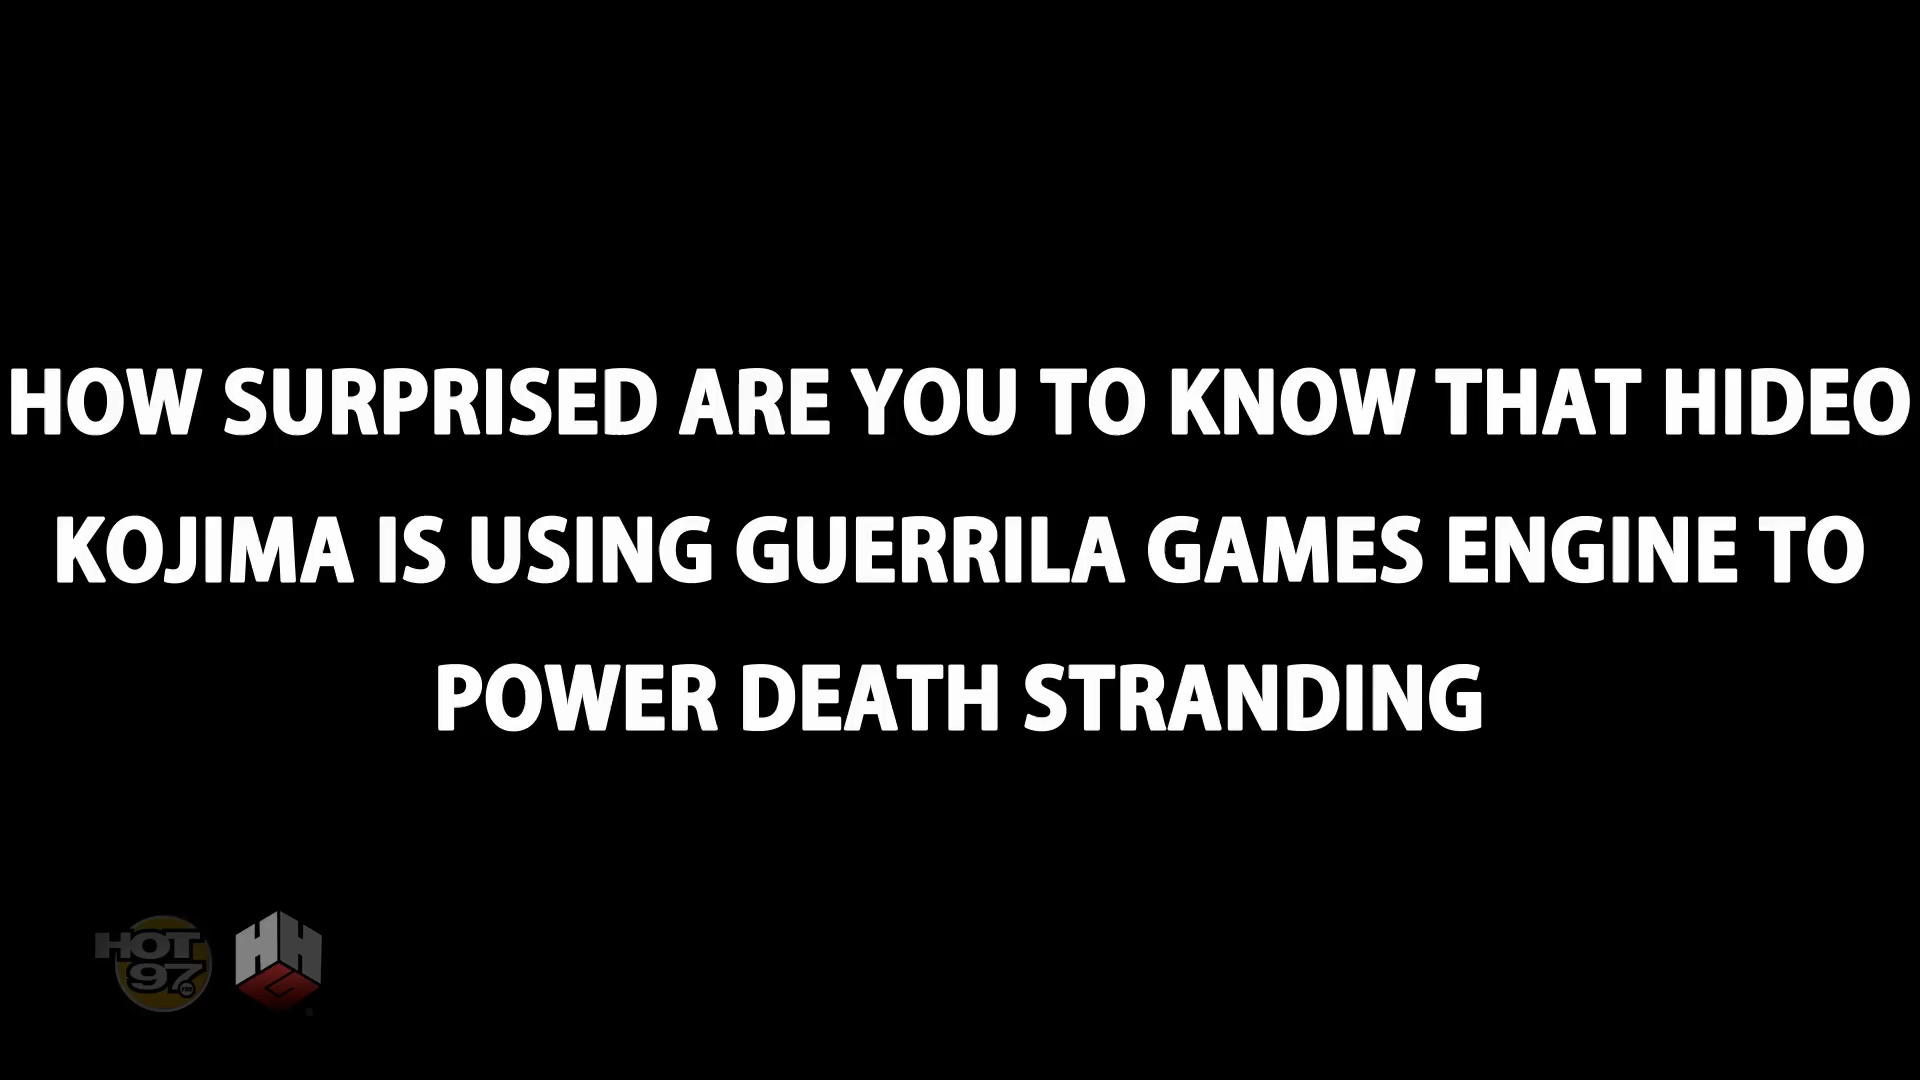 HOW SURPRISED ARE YOU TO KNOW THAT HIDEO
KOJIMA IS USING GUERRILA GAMES ENGINE TO
POWER DEATH STRANDING
HOT
97
HHG